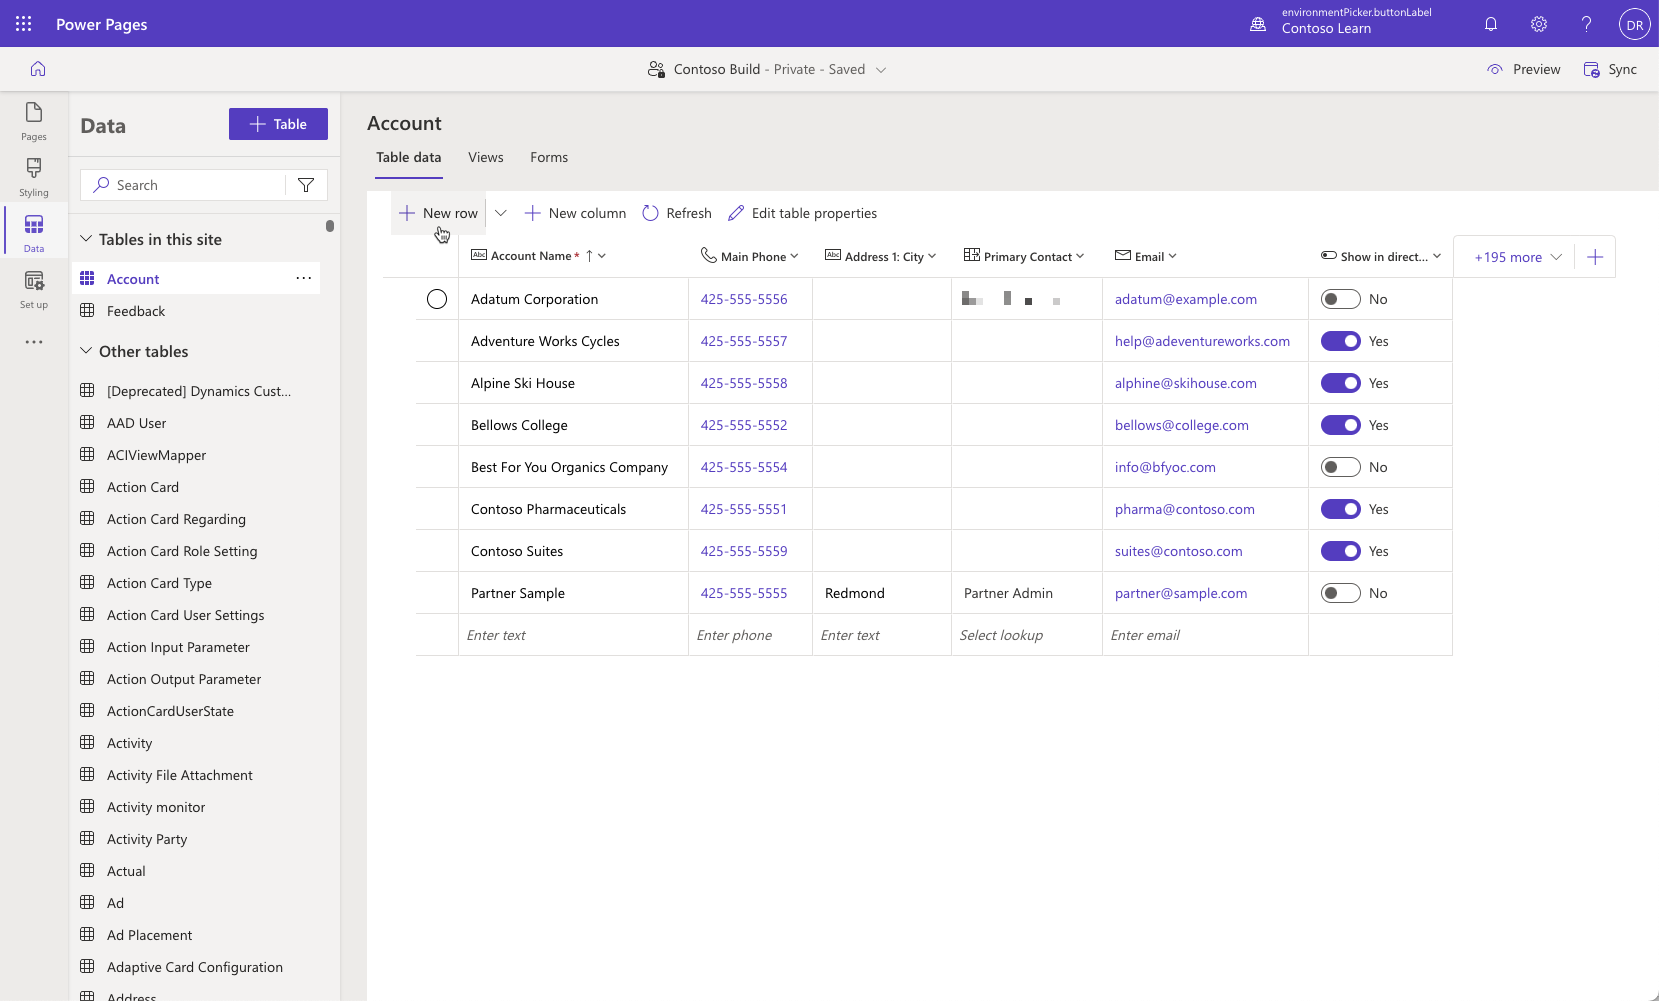 Power Pages
environmentPicker.buttonLabel
Contoso Learn
DR
Contoso Build - Private - Saved
Preview
Sync
Pages
Styling
Data
Set up
Data
Table
Search
Tables in this site
Account
Feedback
Other tables
[Deprecated] Dynamics Cust...
AAD User
ACIViewMapper
Action Card
Action Card Regarding
Action Card Role Setting
Action Card Type
Action Card User Settings
Action Input Parameter
Action Output Parameter
ActionCardUserState
Activity
Activity File Attachment
Activity monitor
Activity Party
Actual
Ad
Ad Placement
Adaptive Card Configuration
Address
Account
Table data Views Forms
New row New column Refresh Edit table properties
Abc Account Name* Main Phone Abc Address 1: City Primary Contact Email Show in direct... +195 more
Adatum Corporation 425-555-5556 adatum@example.com No
Adventure Works Cycles 425-555-5557 help@adeventureworks.com Yes
Alpine Ski House 425-555-5558 alphine@skihouse.com Yes
Bellows College 425-555-5552 bellows@college.com Yes
Best For You Organics Company 425-555-5554 info@bfyoc.com No
Contoso Pharmaceuticals 425-555-5551 pharma@contoso.com Yes
Contoso Suites 425-555-5559 suites@contoso.com Yes
Partner Sample 425-555-5555 Redmond Partner Admin partner@sample.com No
Enter text Enter phone Enter text Select lookup Enter email